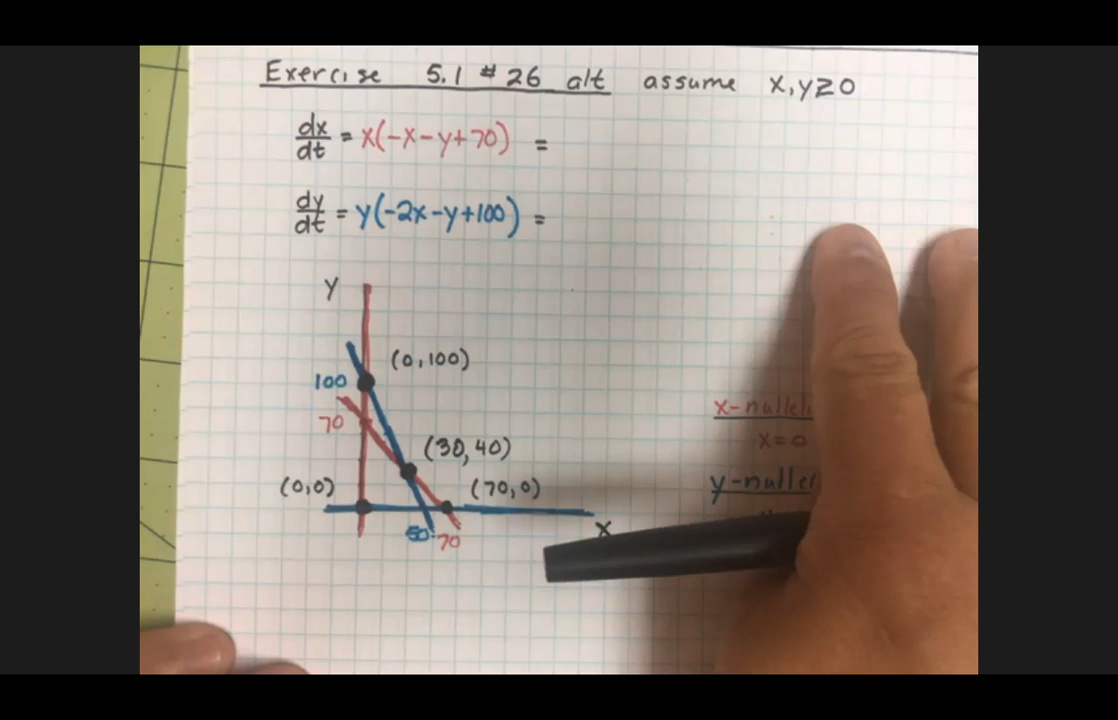 Exercise 5.1 # 26 alt assume x,y≥0
dx/dt = x(-x-y+70) =
dy/dt = y(-2x-y+100) =
y
(0,100)
100
70
(30,40)
(0,0)
(70,0)
50
70
x
x-nullcli
x=0
y-nullcl